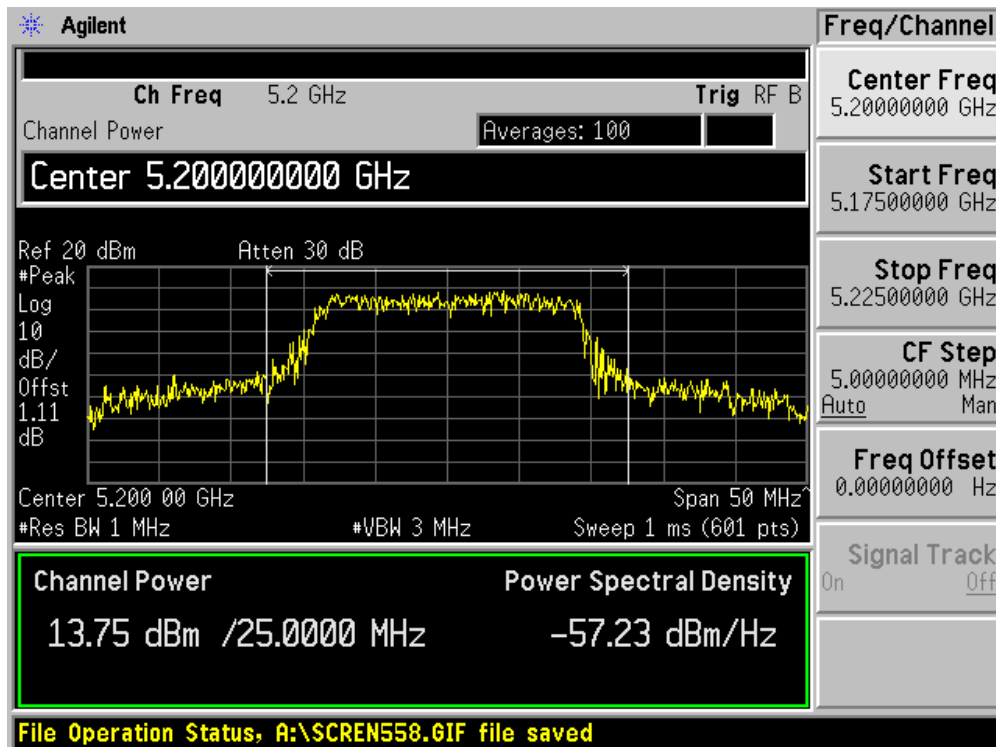 Agilent
Freq/Channel
Ch Freq 5.2 GHz Trig RF B
Channel Power Averages: 100
Center 5.200000000 GHz
Ref 20 dBm Atten 30 dB
#Peak
Log
10
dB/
Offst
1.11
dB
Center 5.200 00 GHz Span 50 MHz^
#Res BW 1 MHz #VBW 3 MHz Sweep 1 ms (601 pts)
Channel Power Power Spectral Density
13.75 dBm /25.0000 MHz -57.23 dBm/Hz
File Operation Status, A:\SCREN558.GIF file saved
Center Freq
5.20000000 GHz
Start Freq
5.17500000 GHz
Stop Freq
5.22500000 GHz
CF Step
5.00000000 MHz
Auto Man
Freq Offset
0.00000000 Hz
Signal Track
On Off